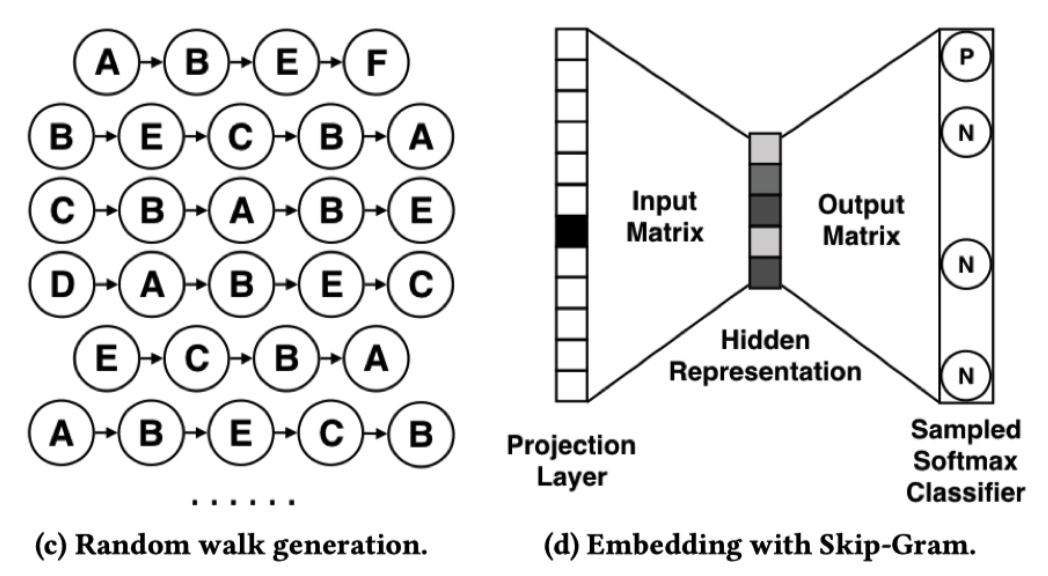 A B E F
B E C B A
C B A B E
D A B E C
E C B A
A B E C B
......
(c) Random walk generation.
P
N
N
N
Input
Matrix
Output
Matrix
Hidden
Representation
Projection
Layer
Sampled
Softmax
Classifier
(d) Embedding with Skip-Gram.